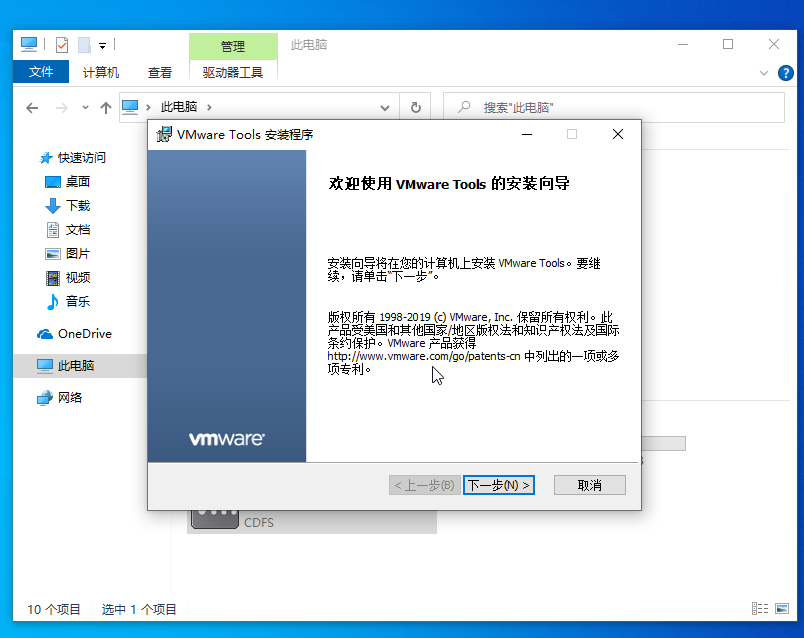 管理
此电脑
文件
计算机
查看
驱动器工具
此电脑
搜索"此电脑"
快速访问
桌面
下载
文档
图片
视频
音乐
OneDrive
此电脑
网络
VMware Tools 安装程序
欢迎使用 VMware Tools 的安装向导
安装向导将在您的计算机上安装 VMware Tools。要继
续，请单击“下一步”。
版权所有 1998-2019 (c) VMware, Inc. 保留所有权利。此
产品受美国和其他国家/地区版权法和知识产权法及国际
条约保护。VMware 产品获得
http://www.vmware.com/go/patents-cn 中列出的一项或多
项专利。
vmware
< 上一步(B)
下一步(N) >
取消
CDFS
10 个项目
选中 1 个项目